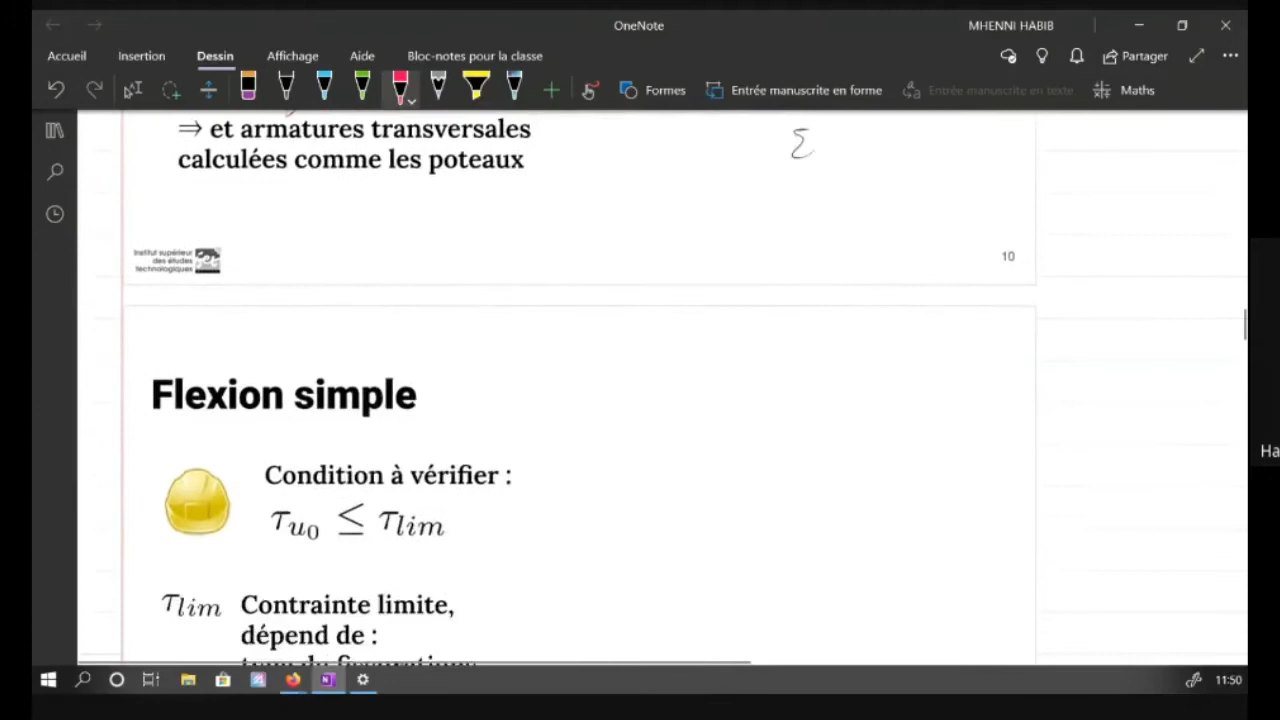 OneNote
MHENNI HABIB
Accueil
Insertion
Dessin
Affichage
Aide
Bloc-notes pour la classe
Partager
Formes
Entrée manuscrite en forme
Entrée manuscrite en texte
Maths
⇒ et armatures transversales
calculées comme les poteaux
Σ
Institut supérieur
des études
technologiques
10
Flexion simple
Condition à vérifier :
τu0 ≤ τlim
τlim Contrainte limite,
dépend de :
Ha
11:50